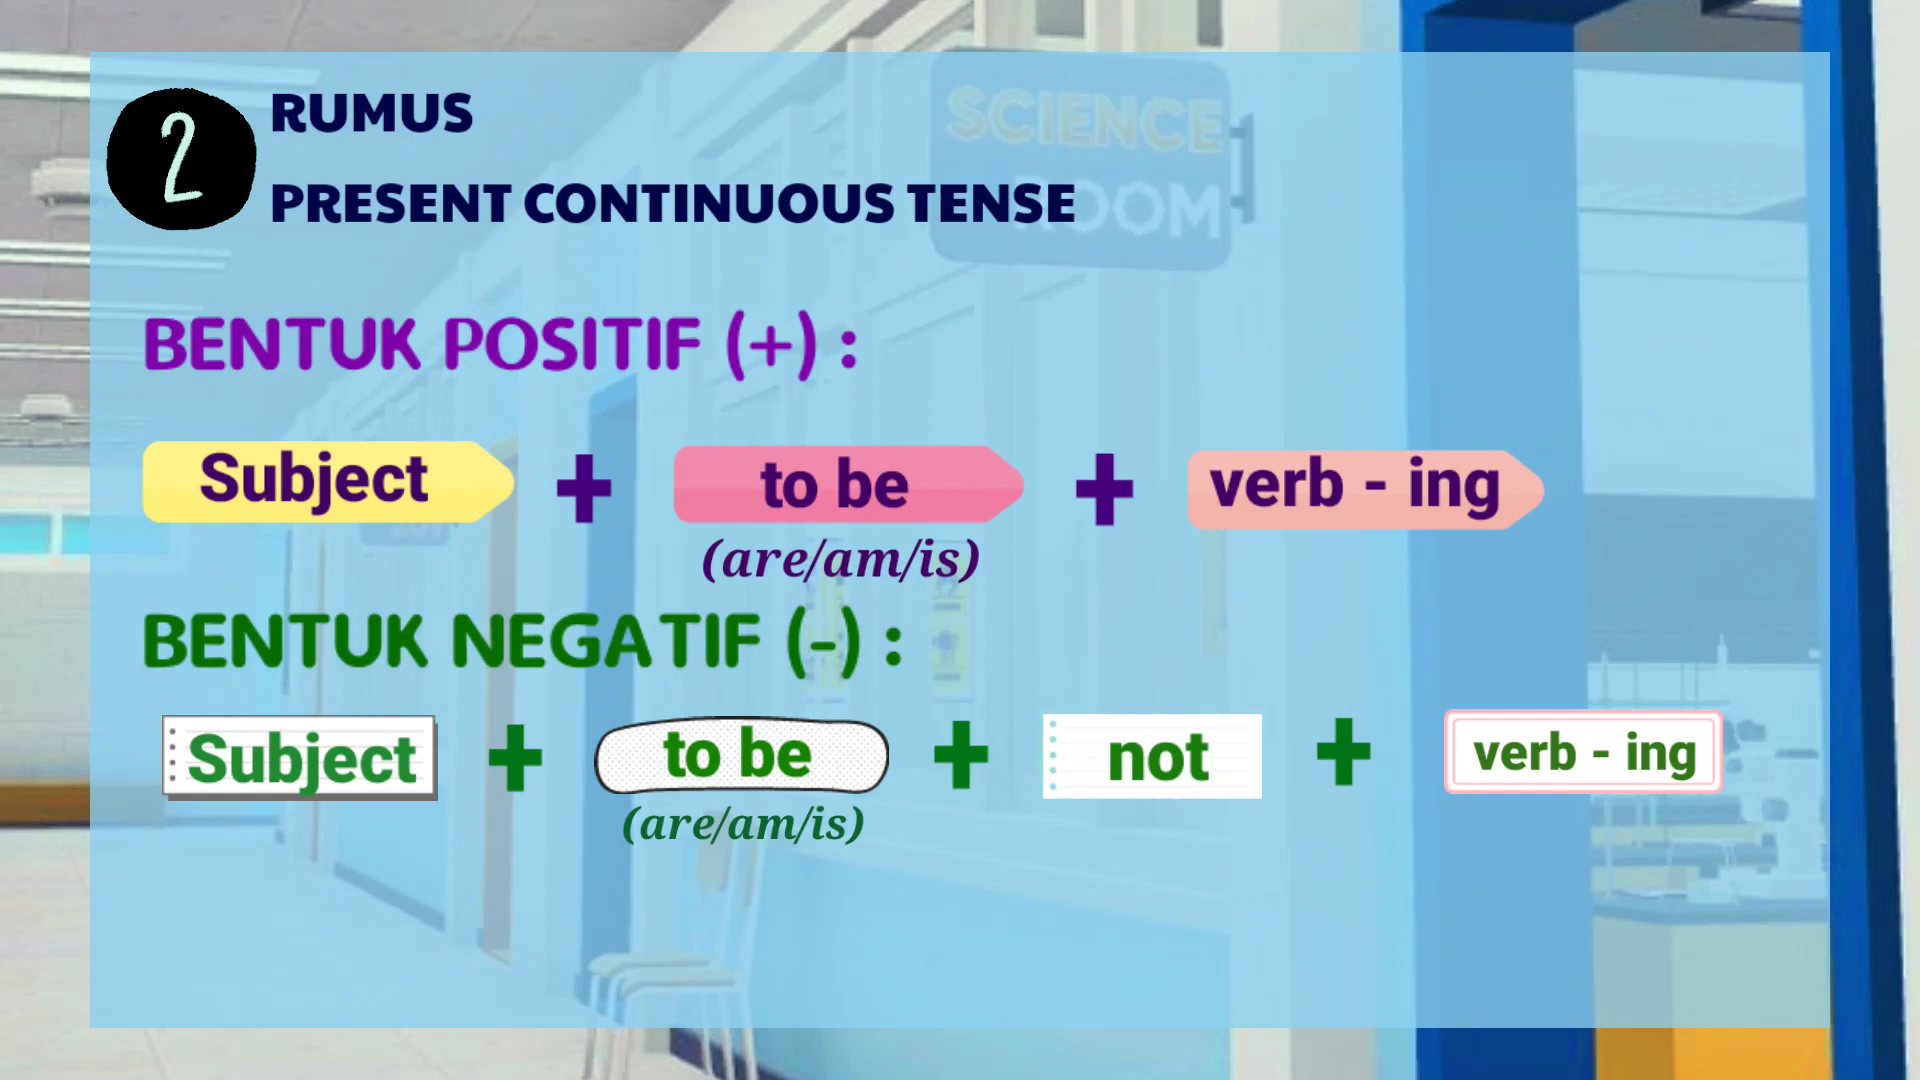 2
RUMUS
PRESENT CONTINUOUS TENSE
SCIENCE
ROOM
BENTUK POSITIF (+) :
Subject + to be + verb - ing
(are/am/is)
BENTUK NEGATIF (-) :
Subject + to be + not + verb - ing
(are/am/is)